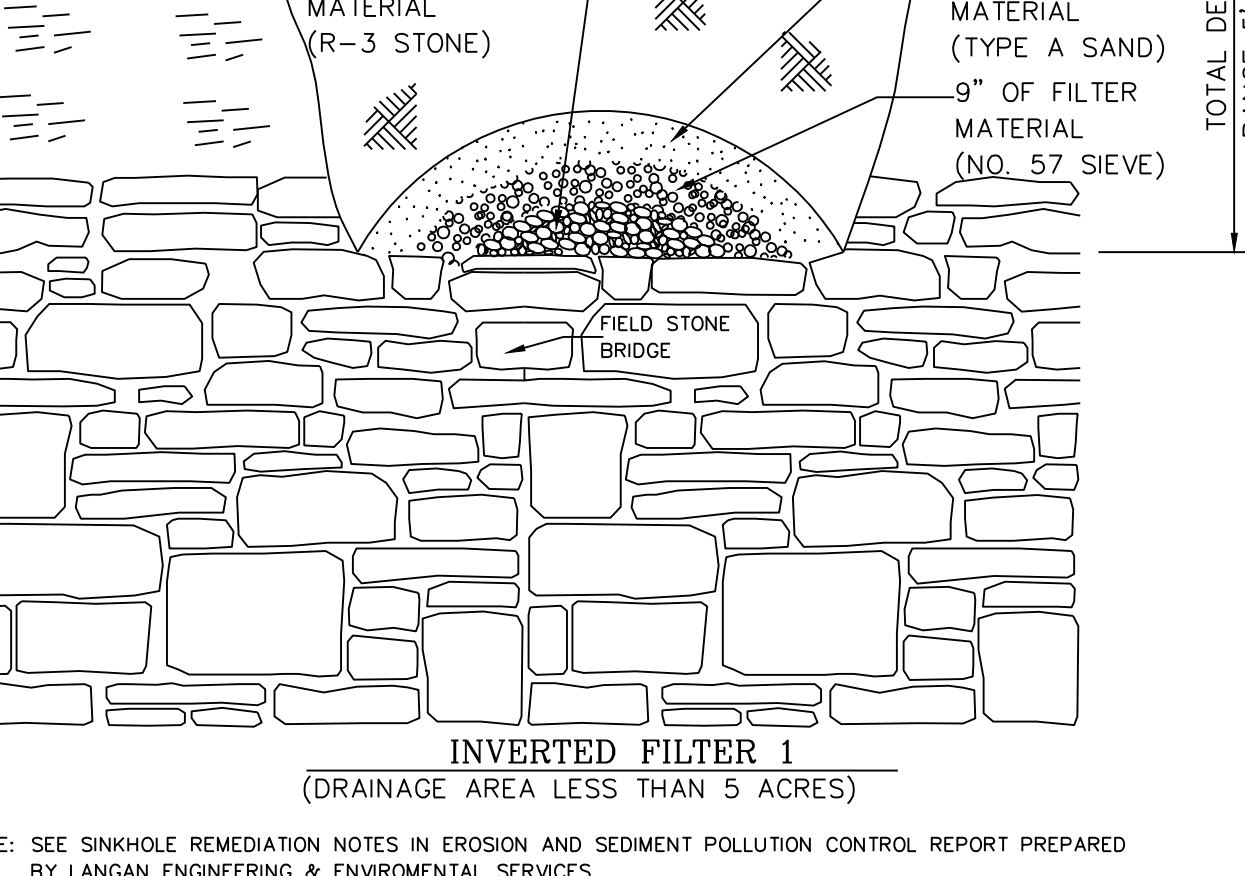 MATERIAL
(R-3 STONE)
MATERIAL
(TYPE A SAND)
9" OF FILTER
MATERIAL
(NO. 57 SIEVE)
TOTAL DE
FIELD STONE
BRIDGE
INVERTED FILTER 1
(DRAINAGE AREA LESS THAN 5 ACRES)
E: SEE SINKHOLE REMEDIATION NOTES IN EROSION AND SEDIMENT POLLUTION CONTROL REPORT PREPARED
BY LANGAN ENGINEERING & ENVIROMENTAL SERVICES